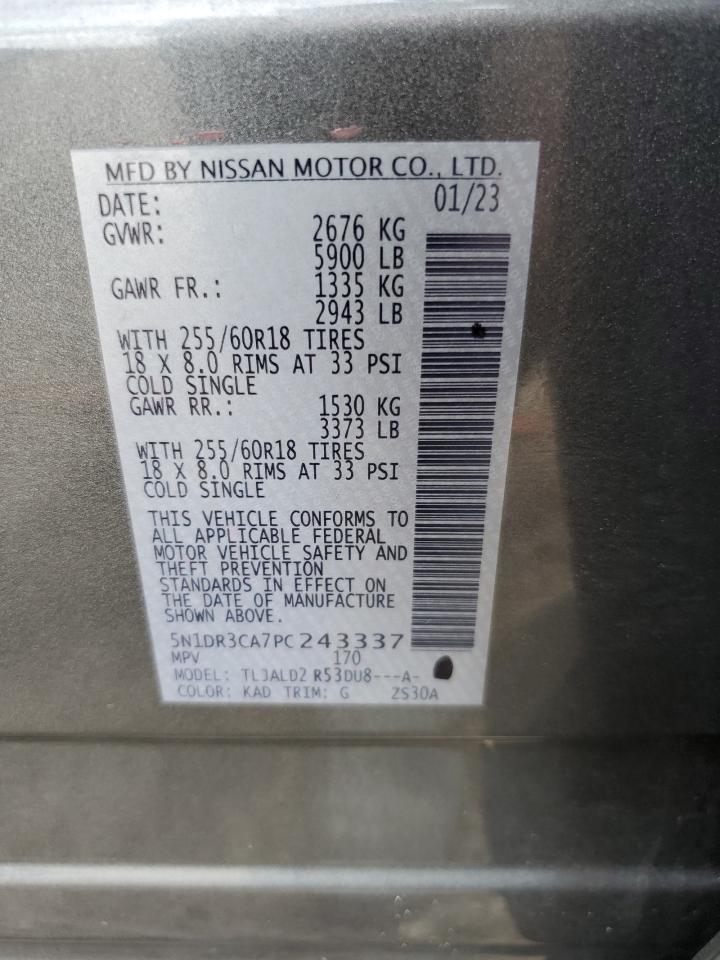 MFD BY NISSAN MOTOR CO., LTD.
DATE: 01/23
GVWR: 2676 KG
5900 LB
GAWR FR.: 1335 KG
2943 LB
WITH 255/60R18 TIRES
18 X 8.0 RIMS AT 33 PSI
COLD SINGLE
GAWR RR.: 1530 KG
3373 LB
WITH 255/60R18 TIRES
18 X 8.0 RIMS AT 33 PSI
COLD SINGLE
THIS VEHICLE CONFORMS TO
ALL APPLICABLE FEDERAL
MOTOR VEHICLE SAFETY AND
THEFT PREVENTION
STANDARDS IN EFFECT ON
THE DATE OF MANUFACTURE
SHOWN ABOVE.
5N1DR3CA7PC243337
MPV 170
MODEL: TLJALD2 R53DU8---A-
COLOR: KAD TRIM: G ZS30A